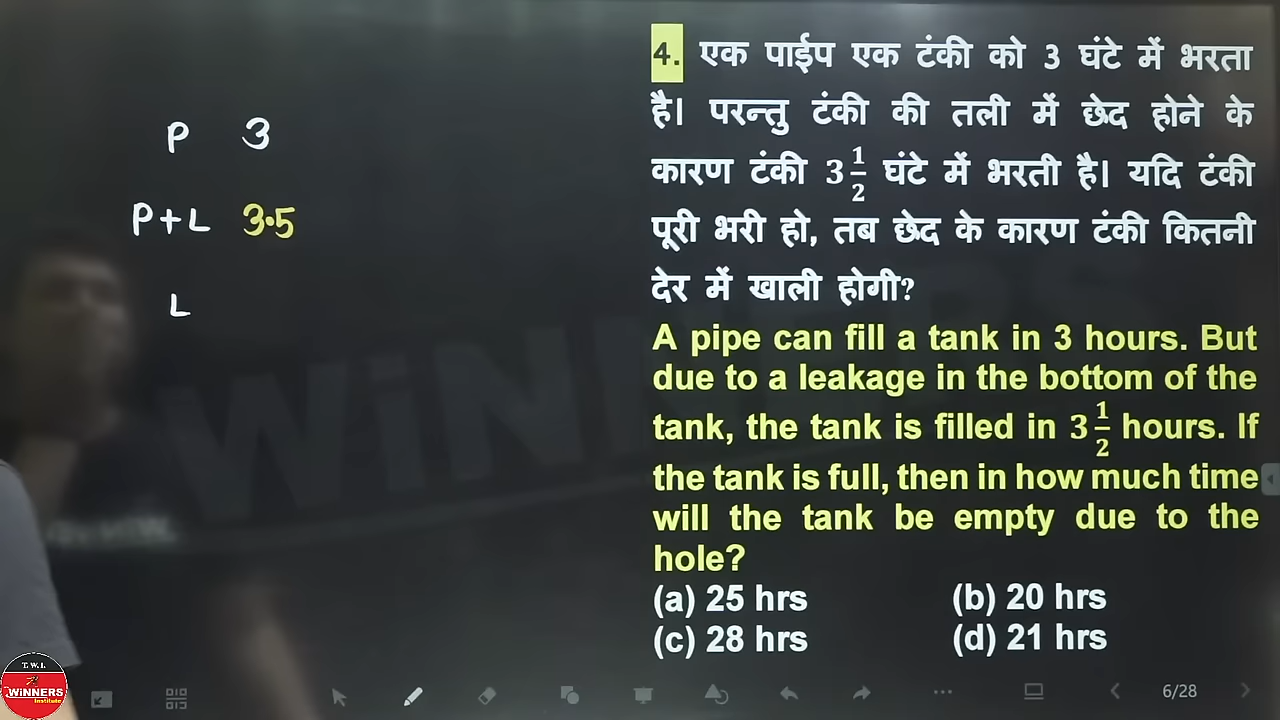 P 3
P+L 3.5
L
4. एक पाईप एक टंकी को 3 घंटे में भरता
है। परन्तु टंकी की तली में छेद होने के
कारण टंकी 3 1/2 घंटे में भरती है। यदि टंकी
पूरी भरी हो, तब छेद के कारण टंकी कितनी
देर में खाली होगी?
A pipe can fill a tank in 3 hours. But
due to a leakage in the bottom of the
tank, the tank is filled in 3 1/2 hours. If
the tank is full, then in how much time
will the tank be empty due to the
hole?
(a) 25 hrs (b) 20 hrs
(c) 28 hrs (d) 21 hrs
WiNNERS
T.W.I.
WINNERS
Institute
6/28